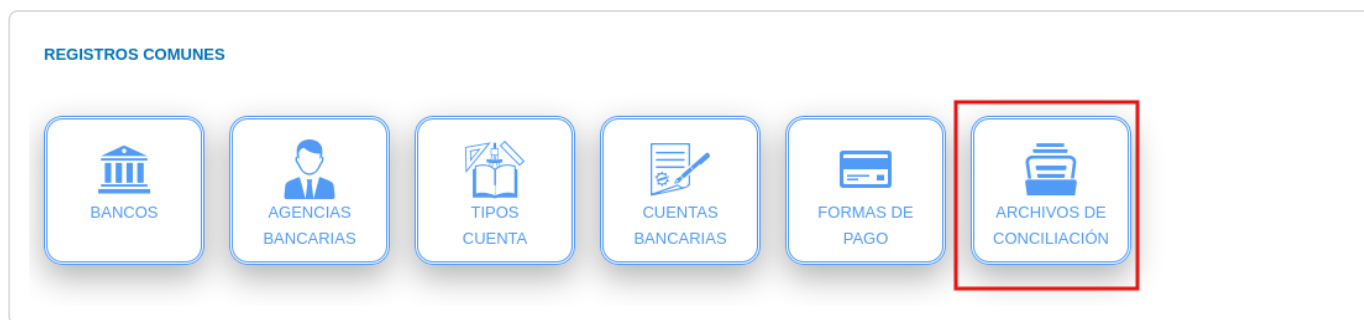 REGISTROS COMUNES
BANCOS
AGENCIAS
BANCARIAS
TIPOS
CUENTA
CUENTAS
BANCARIAS
FORMAS DE
PAGO
ARCHIVOS DE
CONCILIACIÓN